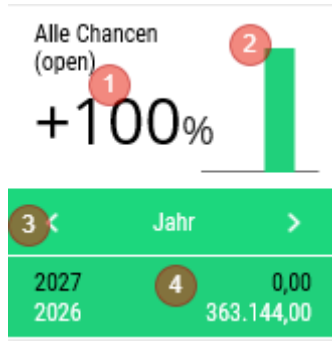 Alle Chancen
(open)
+100%
1
2
3 < Jahr >
2027 0,00
4
2026 363.144,00